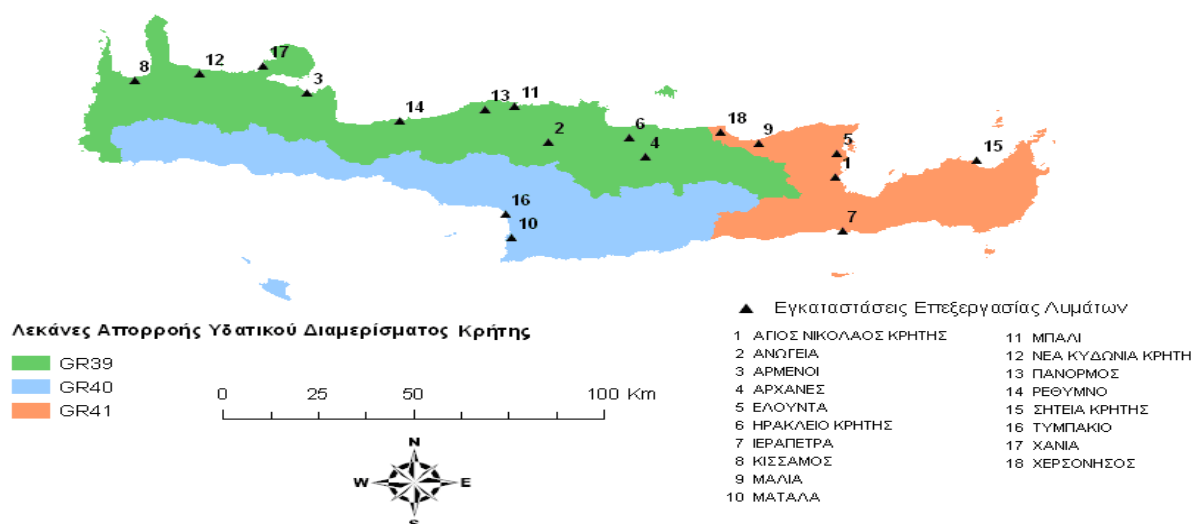 17
12
8
3
18
11
13
14
6
9
2
5
4
15
1
16
7
10
Λεκάνες Απορροής Υδατικού Διαμερίσματος Κρήτης
GR39
GR40
GR41
0 25 50 100 Km
N
W E
S
Εγκαταστάσεις Επεξεργασίας Λυμάτων
1 ΑΓΙΟΣ ΝΙΚΟΛΑΟΣ ΚΡΗΤΗΣ
2 ΑΝΩΓΕΙΑ
3 ΑΡΜΕΝΟΙ
4 ΑΡΧΑΝΕΣ
5 ΕΛΟΥΝΤΑ
6 ΗΡΑΚΛΕΙΟ ΚΡΗΤΗΣ
7 ΙΕΡΑΠΕΤΡΑ
8 ΚΙΣΣΑΜΟΣ
9 ΜΑΛΙΑ
10 ΜΑΤΑΛΑ
11 ΜΠΑΛΙ
12 ΝΕΑ ΚΥΔΩΝΙΑ ΚΡΗΤΗ
13 ΠΑΝΟΡΜΟΣ
14 ΡΕΘΥΜΝΟ
15 ΣΗΤΕΙΑ ΚΡΗΤΗΣ
16 ΤΥΜΠΑΚΙΟ
17 ΧΑΝΙΑ
18 ΧΕΡΣΟΝΗΣΟΣ